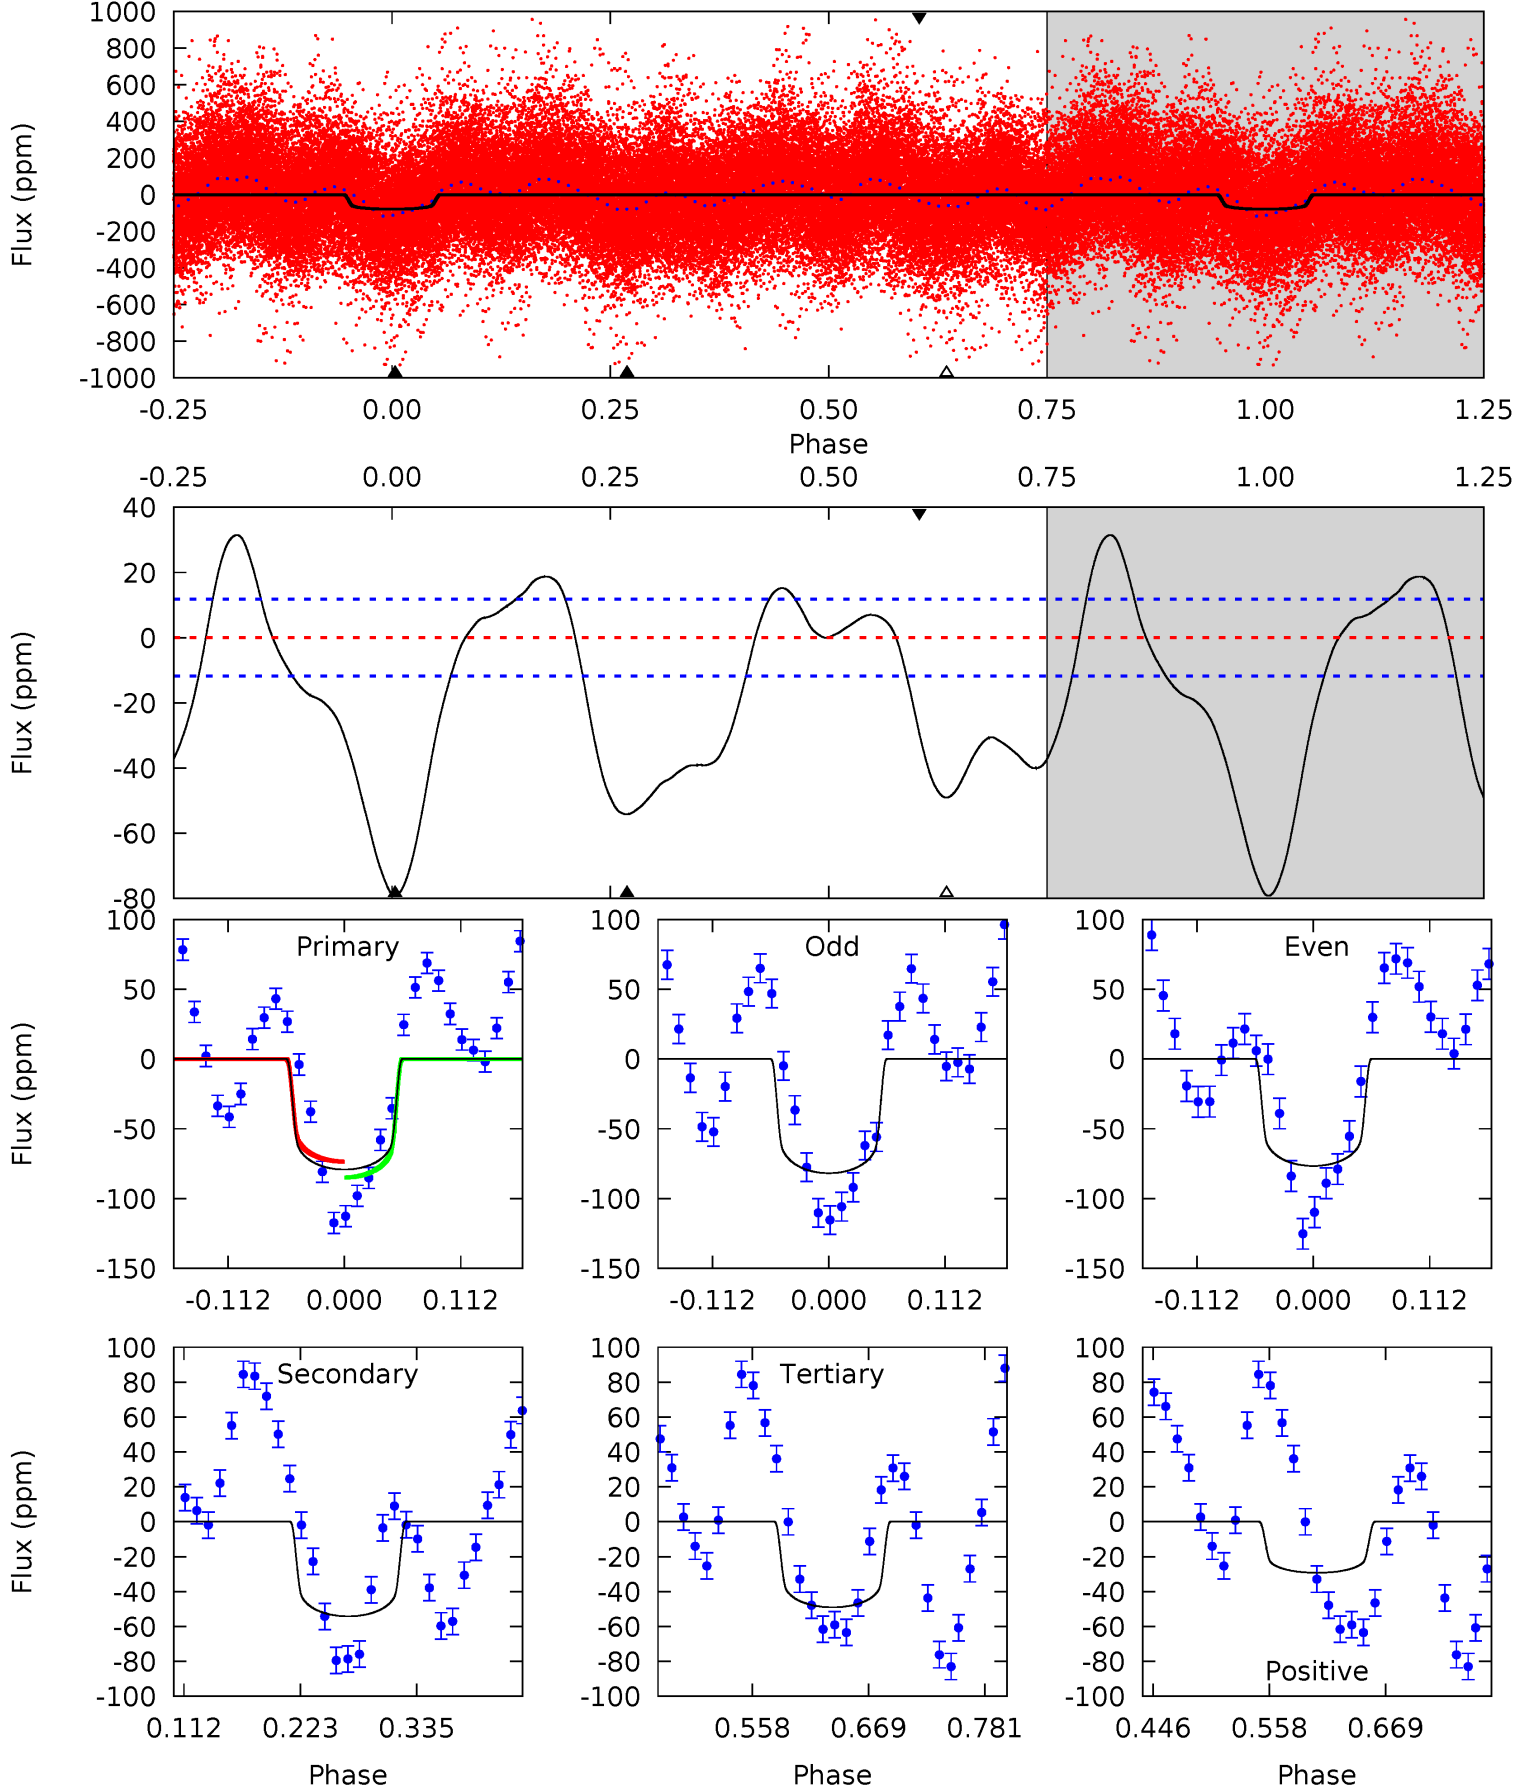 1000
800
600
400
200
0
-200
-400
-600
-800
-1000
Flux (ppm)
-0.25 0.00 0.25 0.50 0.75 1.00 1.25
Phase
-0.25 0.00 0.25 0.50 0.75 1.00 1.25
40
20
0
-20
-40
-60
-80
Flux (ppm)
Primary Odd Even
100 100 100
50 50 50
0 0 0
-50 -50 -50
-100 -100 -100
-150 -150 -150
Flux (ppm)
-0.112 0.000 0.112 -0.112 0.000 0.112 -0.112 0.000 0.112
Secondary Tertiary
100 100 100
80 80 80
60 60 60
40 40 40
20 20 20
0 0 0
-20 -20 -20
-40 -40 -40
-60 -60 -60
-80 -80 -80
Positive
-100 -100 -100
Flux (ppm)
0.112 0.223 0.335 0.558 0.669 0.781 0.446 0.558 0.669
Phase Phase Phase